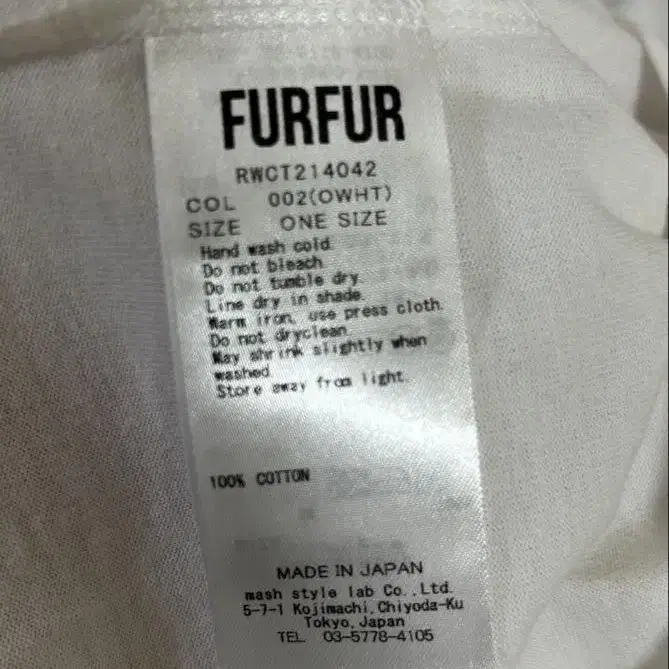 FURFUR
RWCT214042
COL 002(OWHT)
SIZE ONE SIZE
Hand wash cold.
Do not bleach.
Do not tumble dry.
Line dry in shade.
Warm iron, use press cloth.
Do not dryclean.
May shrink slightly when
washed.
Store away from light.
100% COTTON
MADE IN JAPAN
mash style lab Co.,Ltd.
5-7-1 Kojimachi,Chiyoda-Ku
Tokyo,Japan
TEL 03-5778-4105